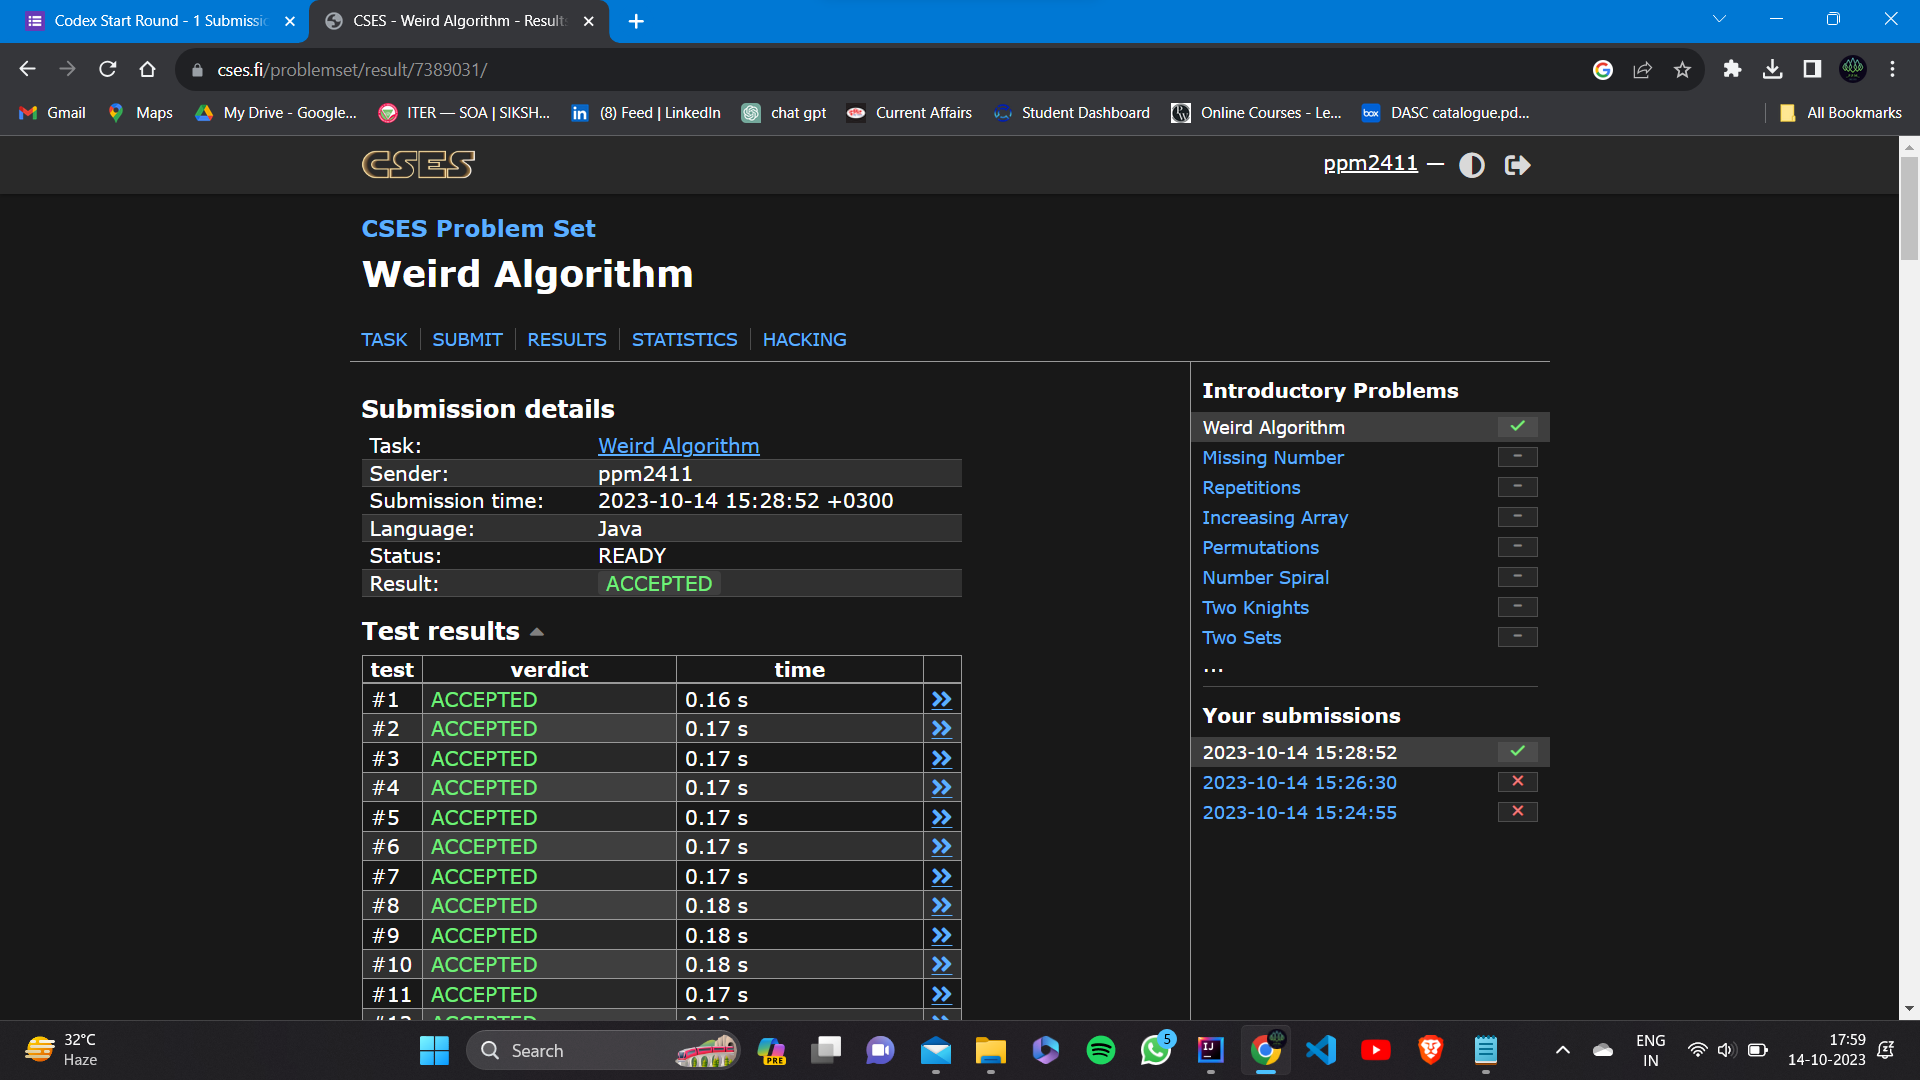 Codex Start Round - 1 Submissic
CSES - Weird Algorithm - Results
cses.fi/problemset/result/7389031/
Gmail
Maps
My Drive - Google...
ITER — SOA | SIKSH...
(8) Feed | LinkedIn
chat gpt
Current Affairs
Student Dashboard
Online Courses - Le...
box
DASC catalogue.pd...
All Bookmarks
CSES
ppm2411 —
CSES Problem Set
Weird Algorithm
TASK
SUBMIT
RESULTS
STATISTICS
HACKING
Submission details
Task: Weird Algorithm
Sender: ppm2411
Submission time: 2023-10-14 15:28:52 +0300
Language: Java
Status: READY
Result: ACCEPTED
Test results
test verdict time
#1 ACCEPTED 0.16 s
#2 ACCEPTED 0.17 s
#3 ACCEPTED 0.17 s
#4 ACCEPTED 0.17 s
#5 ACCEPTED 0.17 s
#6 ACCEPTED 0.17 s
#7 ACCEPTED 0.17 s
#8 ACCEPTED 0.18 s
#9 ACCEPTED 0.18 s
#10 ACCEPTED 0.18 s
#11 ACCEPTED 0.17 s
Introductory Problems
Weird Algorithm
Missing Number
Repetitions
Increasing Array
Permutations
Number Spiral
Two Knights
Two Sets
...
Your submissions
2023-10-14 15:28:52
2023-10-14 15:26:30
2023-10-14 15:24:55
32°C
Haze
Search
PRE
5
ENG
IN
17:59
14-10-2023